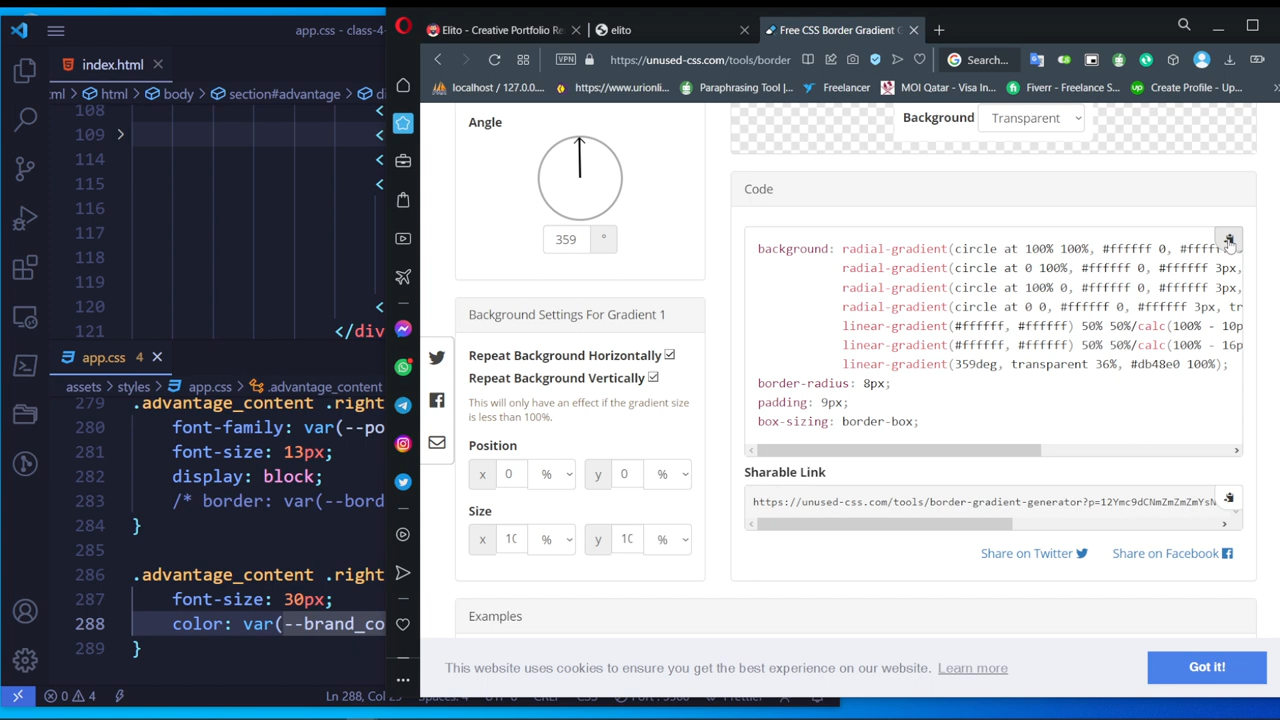 app.css - class-4-
index.html
ml > html > body > section#advantage > di
108
109
114
115
116
117
118
119
120
121 </div
app.css 4
assets > styles > app.css > .advantage_content
279 .advantage_content .right
280 font-family: var(--po
281 font-size: 13px;
282 display: block;
283 /* border: var(--bord
284 }
285
286 .advantage_content .right
287 font-size: 30px;
288 color: var(--brand_co
289 }
0 4
Ln 288, Col 2
Elito - Creative Portfolio Re
elito
Free CSS Border Gradient G
VPN
https://unused-css.com/tools/border
Search...
localhost / 127.0.0....
https://www.urionli...
Paraphrasing Tool |...
Freelancer
MOI Qatar - Visa In...
Fiverr - Freelance S...
Create Profile - Up...
Angle
359 °
Background Settings For Gradient 1
Repeat Background Horizontally
Repeat Background Vertically
This will only have an effect if the gradient size
is less than 100%.
Position
x 0 % y 0 %
Size
x 10 % y 10 %
Background Transparent
Code
background: radial-gradient(circle at 100% 100%, #ffffff 0, #fffff
radial-gradient(circle at 0 100%, #ffffff 0, #ffffff 3px,
radial-gradient(circle at 100% 0, #ffffff 0, #ffffff 3px,
radial-gradient(circle at 0 0, #ffffff 0, #ffffff 3px, tr
linear-gradient(#ffffff, #ffffff) 50% 50%/calc(100% - 10p
linear-gradient(#ffffff, #ffffff) 50% 50%/calc(100% - 16p
linear-gradient(359deg, transparent 36%, #db48e0 100%);
border-radius: 8px;
padding: 9px;
box-sizing: border-box;
Sharable Link
https://unused-css.com/tools/border-gradient-generator?p=12Ymc9dCNmZmZmZmYsN
Share on Twitter
Share on Facebook
Examples
This website uses cookies to ensure you get the best experience on our website. Learn more
Got it!